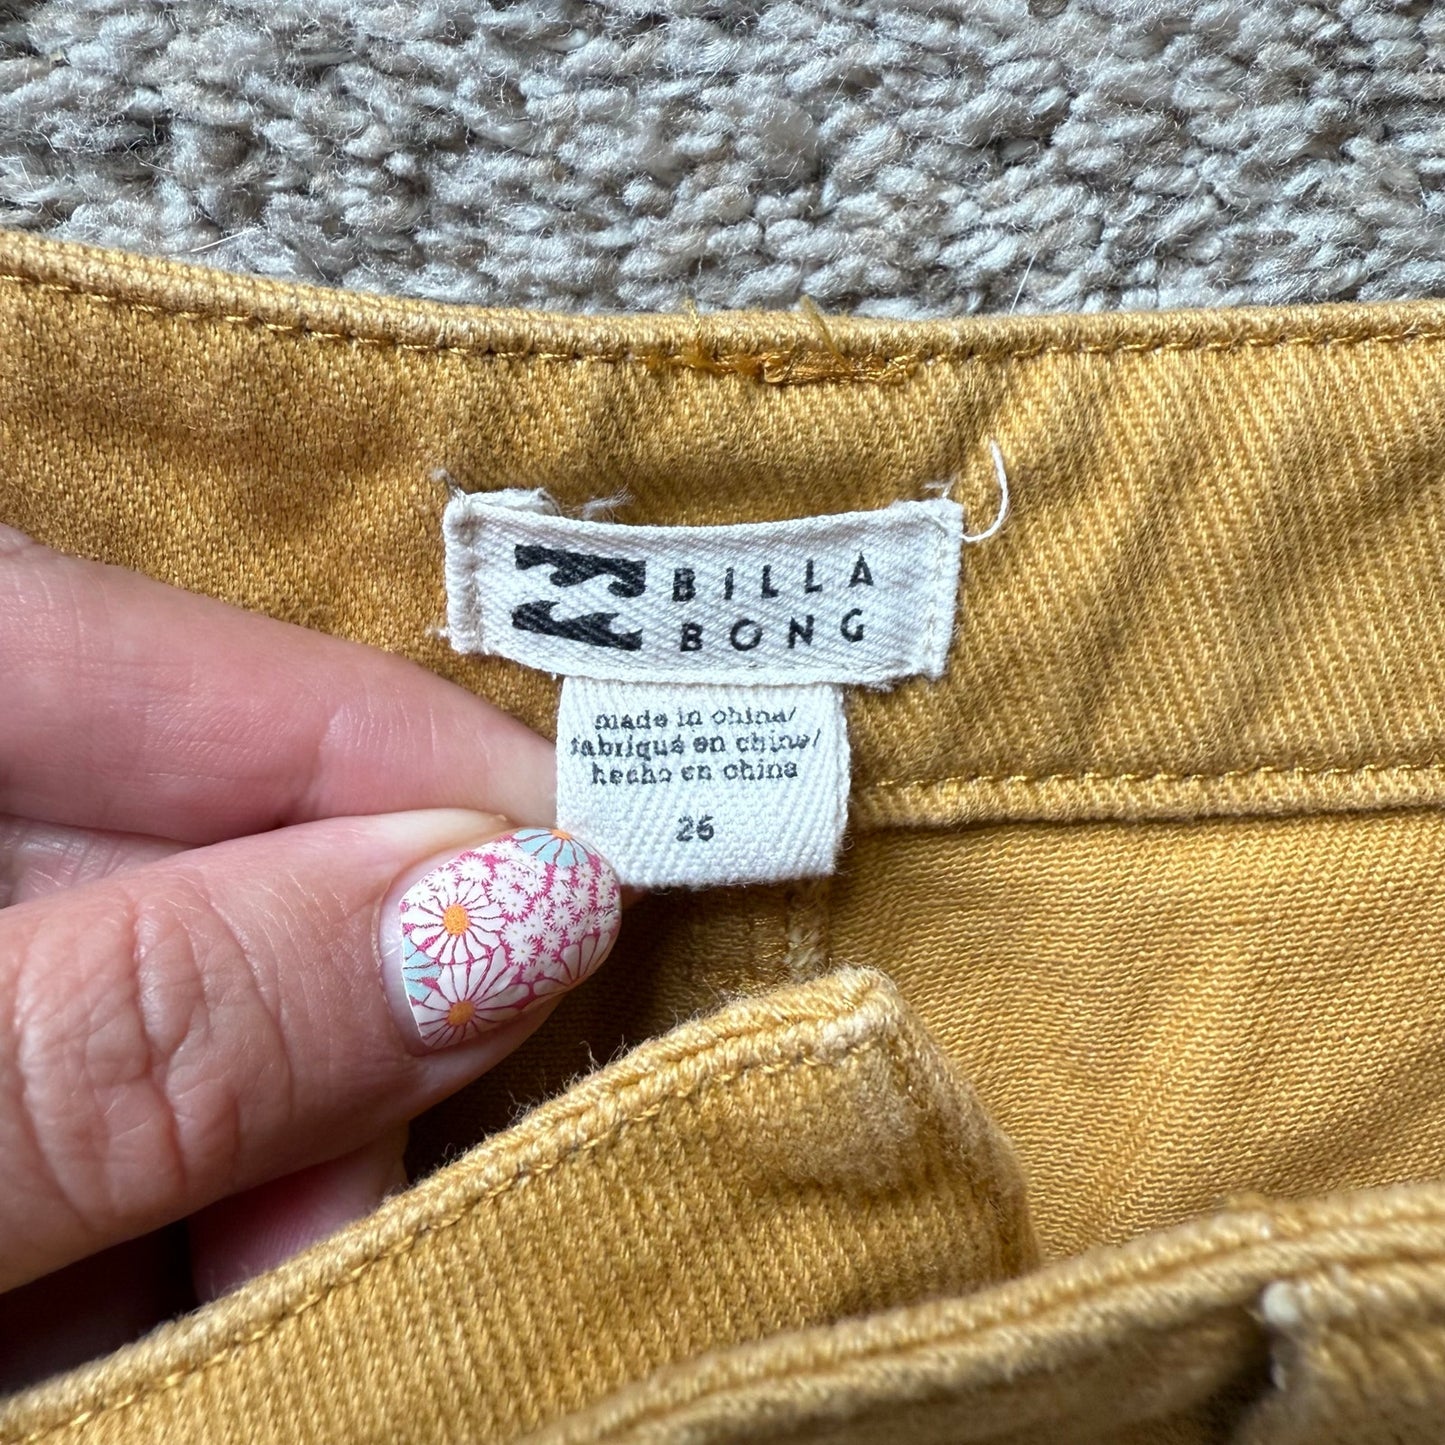 BILLA
BONG
made in china/
fabriqué en chine/
hecho en china
26